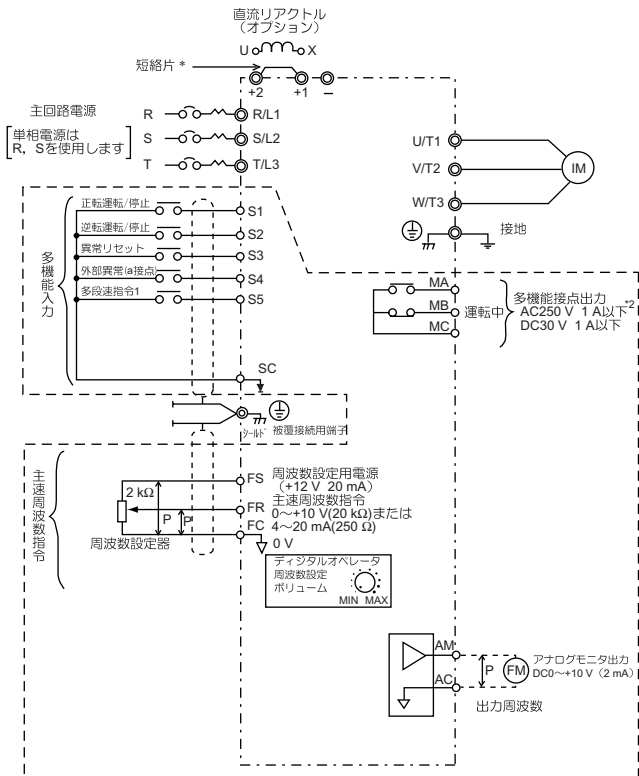 直流リアクトル
（オプション）
U X
短絡片 *
+2 +1 −
主回路電源
単相電源は
R，Sを使用します
R R/L1
S S/L2
T T/L3
U/T1
V/T2
W/T3
IM
接地
多機能入力
正転運転/停止 S1
逆転運転/停止 S2
異常リセット S3
外部異常(a接点) S4
多段速指令1 S5
SC
MA
MB
MC
運転中
多機能接点出力
AC250 V 1 A以下*2
DC30 V 1 A以下
シールド 被覆接続用端子
主速周波数指令
2 kΩ
P P
周波数設定器
FS
FR
FC
周波数設定用電源
(+12 V 20 mA)
主速周波数指令
0〜+10 V(20 kΩ)または
4〜20 mA(250 Ω)
0 V
ディジタルオペレータ
周波数設定
ボリューム
MIN MAX
AM
AC
P
FM
アナログモニタ出力
DC0〜+10 V（2 mA）
出力周波数